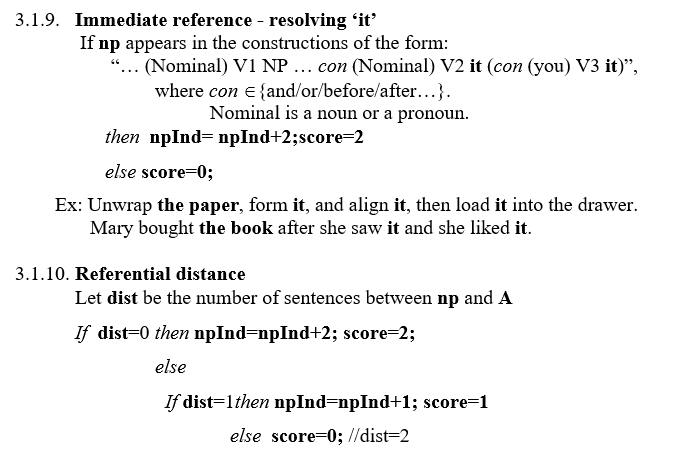 3.1.9. Immediate reference - resolving ‘it’
If np appears in the constructions of the form:
“… (Nominal) V1 NP … con (Nominal) V2 it (con (you) V3 it)”,
where con ∈ {and/or/before/after…}.
Nominal is a noun or a pronoun.
then npInd= npInd+2;score=2
else score=0;
Ex: Unwrap the paper, form it, and align it, then load it into the drawer.
Mary bought the book after she saw it and she liked it.
3.1.10. Referential distance
Let dist be the number of sentences between np and A
If dist=0 then npInd=npInd+2; score=2;
else
If dist=1then npInd=npInd+1; score=1
else score=0; //dist=2